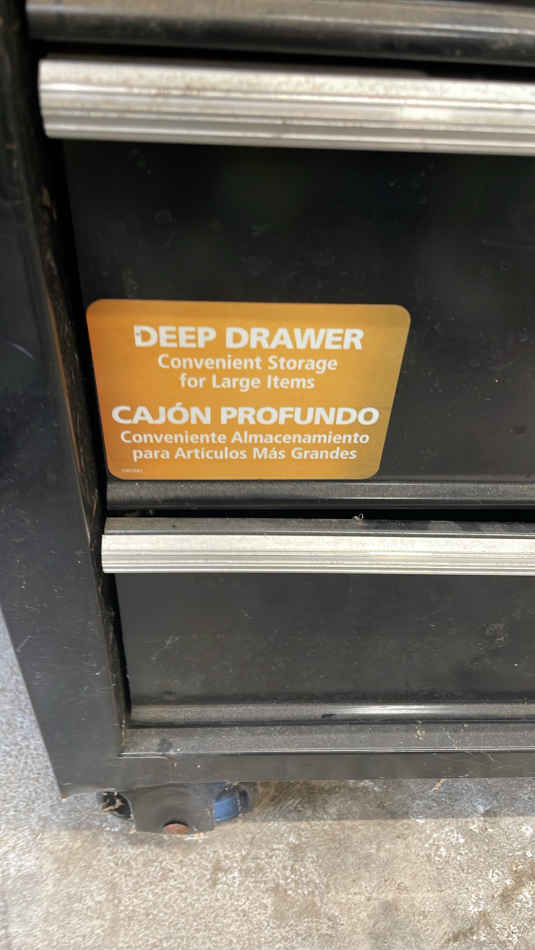 DEEP DRAWER
Convenient Storage
for Large Items
CAJÓN PROFUNDO
Conveniente Almacenamiento
para Artículos Más Grandes